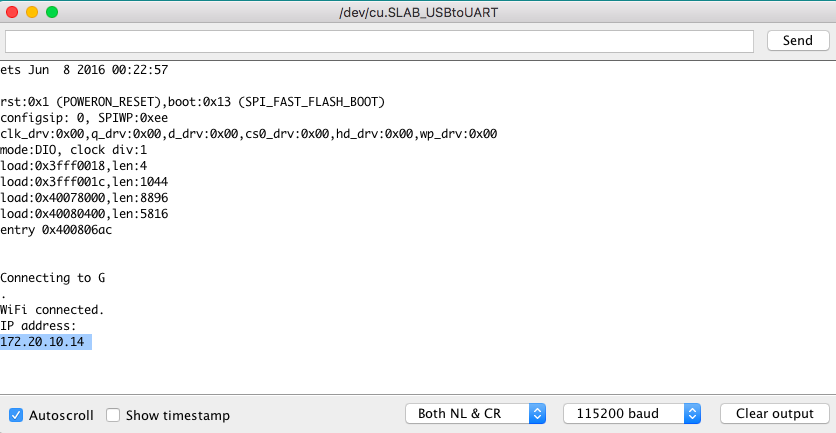 /dev/cu.SLAB_USBtoUART
Send
ets Jun  8 2016 00:22:57
rst:0x1 (POWERON_RESET),boot:0x13 (SPI_FAST_FLASH_BOOT)
configsip: 0, SPIWP:0xee
clk_drv:0x00,q_drv:0x00,d_drv:0x00,cs0_drv:0x00,hd_drv:0x00,wp_drv:0x00
mode:DIO, clock div:1
load:0x3fff0018,len:4
load:0x3fff001c,len:1044
load:0x40078000,len:8896
load:0x40080400,len:5816
entry 0x400806ac
Connecting to G
.
WiFi connected.
IP address:
172.20.10.14
Autoscroll Show timestamp Both NL & CR 115200 baud Clear output